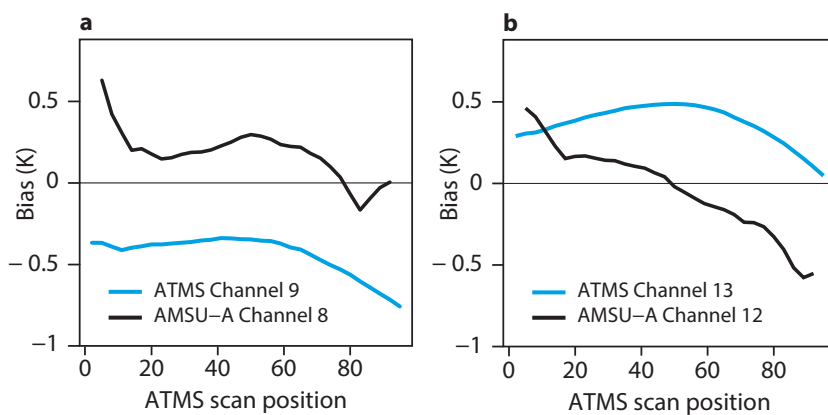 a
Bias (K)
0.5
0
−0.5
−1
ATMS Channel 9
AMSU−A Channel 8
0 20 40 60 80
ATMS scan position
b
Bias (K)
0.5
0
−0.5
−1
ATMS Channel 13
AMSU−A Channel 12
0 20 40 60 80
ATMS scan position